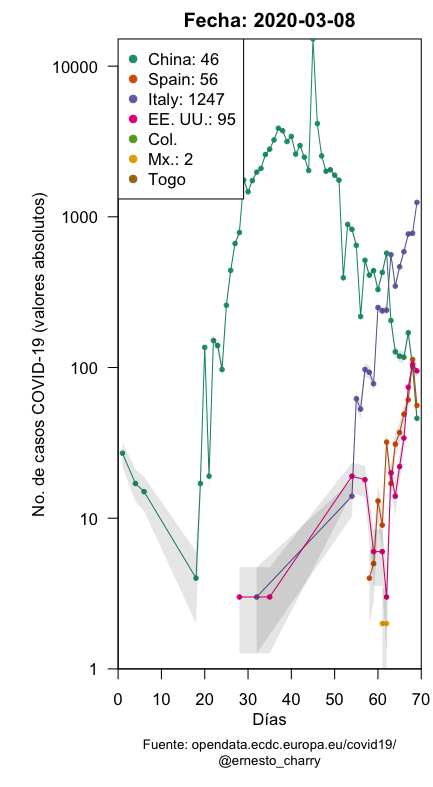 Fecha: 2020-03-08
China: 46
Spain: 56
Italy: 1247
EE. UU.: 95
Col.
Mx.: 2
Togo
No. de casos COVID-19 (valores absolutos)
10000
1000
100
10
1
0 10 20 30 40 50 60 70
Días
Fuente: opendata.ecdc.europa.eu/covid19/
@ernesto_charry